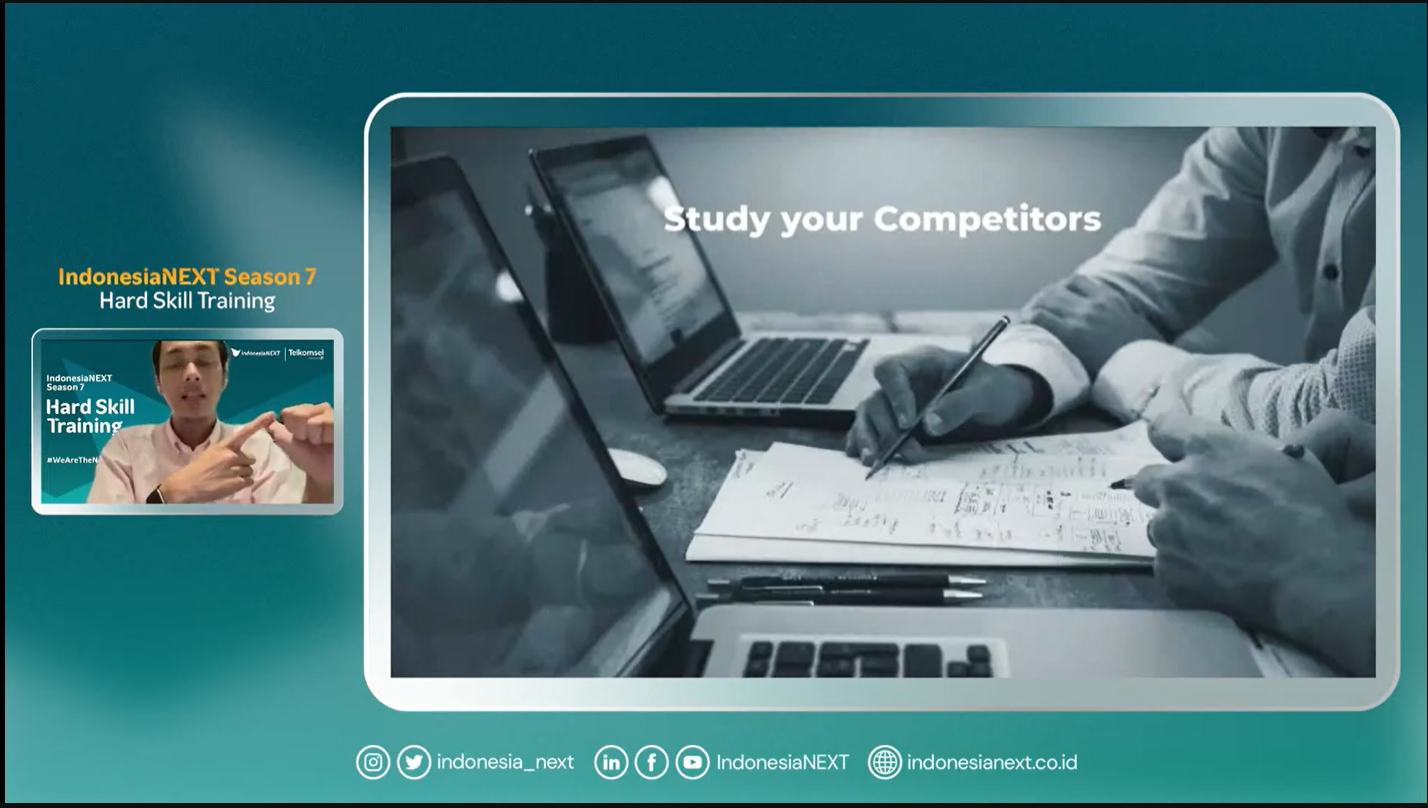 IndonesiaNEXT Season 7
Hard Skill Training
IndonesiaNEXT
Telkomsel
IndonesiaNEXT
Season 7
Hard Skill
Training
#WeAreTheN
Study your Competitors
indonesia_next
IndonesiaNEXT
indonesianext.co.id